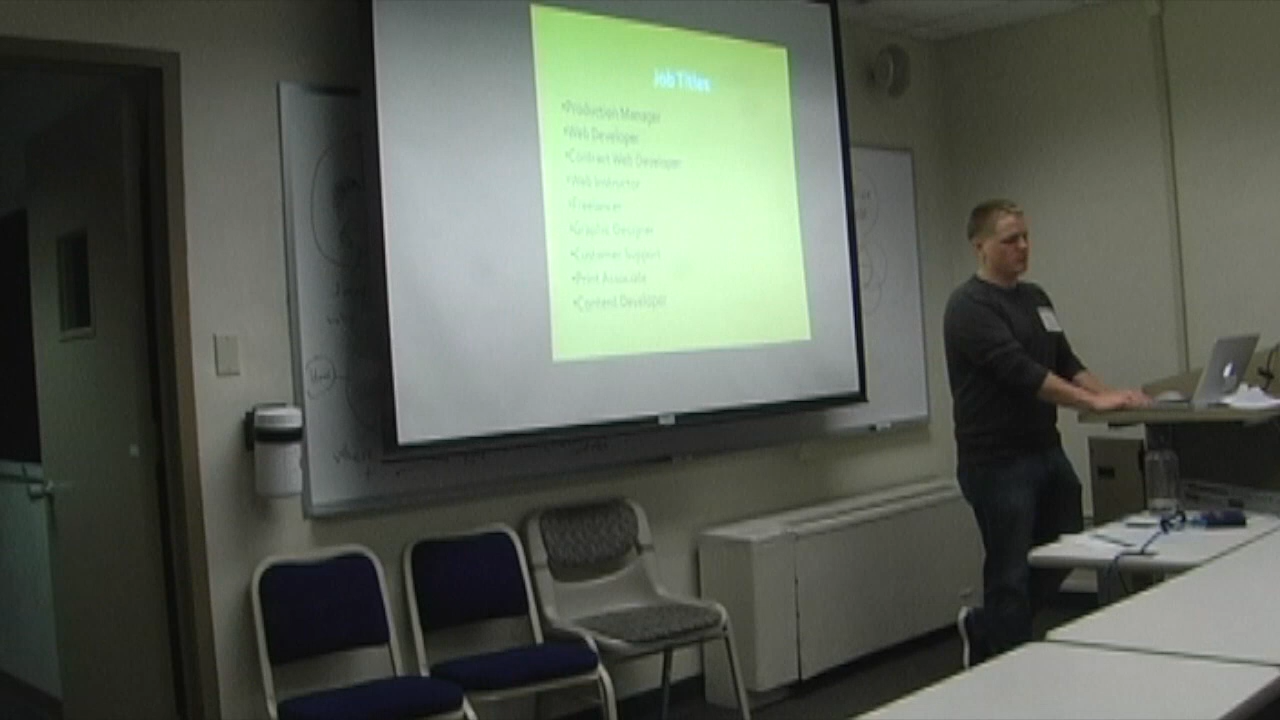 Job Titles
•Production Manager
•Web Developer
•Contract Web Developer
•Web Instructor
•Freelancer
•Graphic Designer
•Customer Support
•Print Associate
•Content Developer